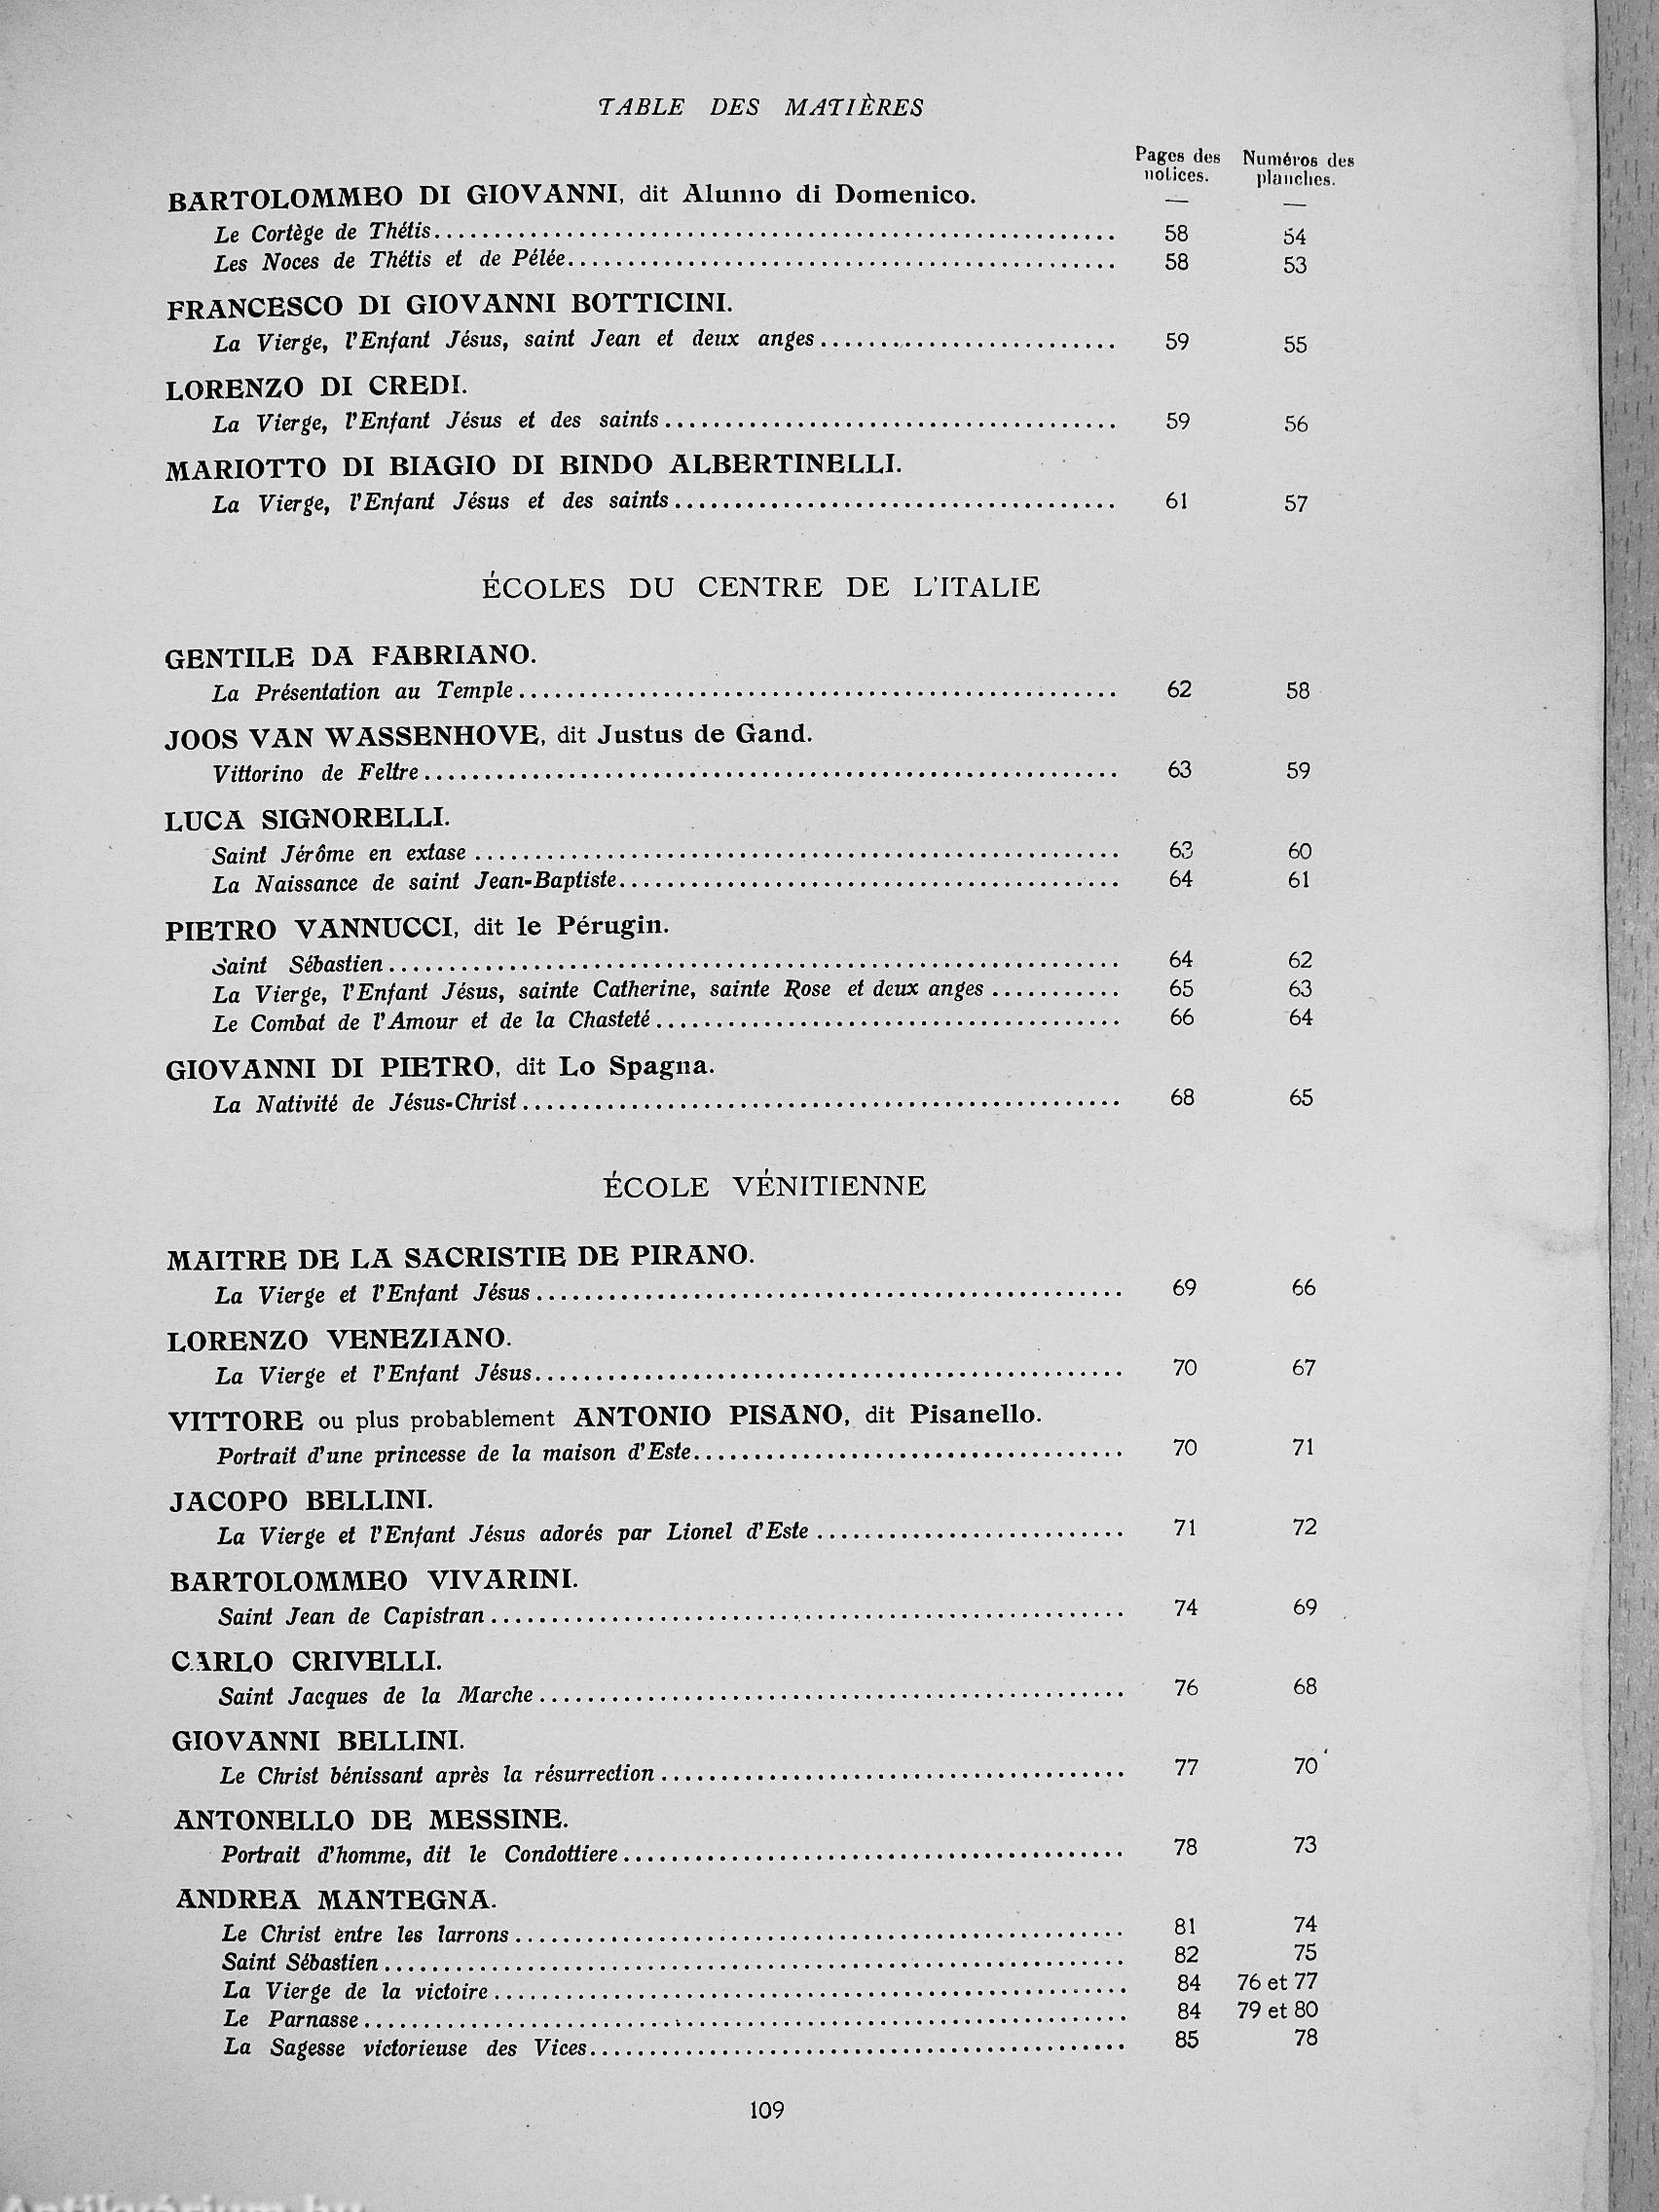 TABLE DES MATIÈRES
Pages des notices.
Numéros des planches.
BARTOLOMMEO DI GIOVANNI, dit Alunno di Domenico.
Le Cortège de Thétis 58 54
Les Noces de Thétis et de Pélée 58 53
FRANCESCO DI GIOVANNI BOTTICINI.
La Vierge, l'Enfant Jésus, saint Jean et deux anges 59 55
LORENZO DI CREDI.
La Vierge, l'Enfant Jésus et des saints 59 56
MARIOTTO DI BIAGIO DI BINDO ALBERTINELLI.
La Vierge, l'Enfant Jésus et des saints 61 57
ÉCOLES DU CENTRE DE L'ITALIE
GENTILE DA FABRIANO.
La Présentation au Temple 62 58
JOOS VAN WASSENHOVE, dit Justus de Gand.
Vittorino de Feltre 63 59
LUCA SIGNORELLI.
Saint Jérôme en extase 63 60
La Naissance de saint Jean-Baptiste 64 61
PIETRO VANNUCCI, dit le Pérugin.
Saint Sébastien 64 62
La Vierge, l'Enfant Jésus, sainte Catherine, sainte Rose et deux anges 65 63
Le Combat de l'Amour et de la Chasteté 66 64
GIOVANNI DI PIETRO, dit Lo Spagna.
La Nativité de Jésus-Christ 68 65
ÉCOLE VÉNITIENNE
MAITRE DE LA SACRISTIE DE PIRANO.
La Vierge et l'Enfant Jésus 69 66
LORENZO VENEZIANO.
La Vierge et l'Enfant Jésus 70 67
VITTORE ou plus probablement ANTONIO PISANO, dit Pisanello.
Portrait d'une princesse de la maison d'Este 70 71
JACOPO BELLINI.
La Vierge et l'Enfant Jésus adorés par Lionel d'Este 71 72
BARTOLOMMEO VIVARINI.
Saint Jean de Capistran 74 69
CARLO CRIVELLI.
Saint Jacques de la Marche 76 68
GIOVANNI BELLINI.
Le Christ bénissant après la résurrection 77 70
ANTONELLO DE MESSINE.
Portrait d'homme, dit le Condottiere 78 73
ANDREA MANTEGNA.
Le Christ entre les larrons 81 74
Saint Sébastien 82 75
La Vierge de la victoire 84 76 et 77
Le Parnasse 84 79 et 80
La Sagesse victorieuse des Vices 85 78
109